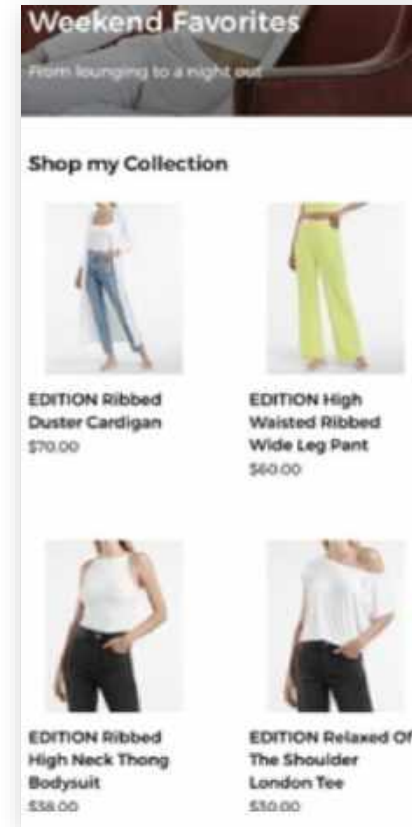 Weekend Favorites
From lounging to a night out
Shop my Collection
EDITION Ribbed
Duster Cardigan
$70.00
EDITION High
Waisted Ribbed
Wide Leg Pant
$60.00
EDITION Ribbed
High Neck Thong
Bodysuit
$38.00
EDITION Relaxed Of
The Shoulder
London Tee
$30.00